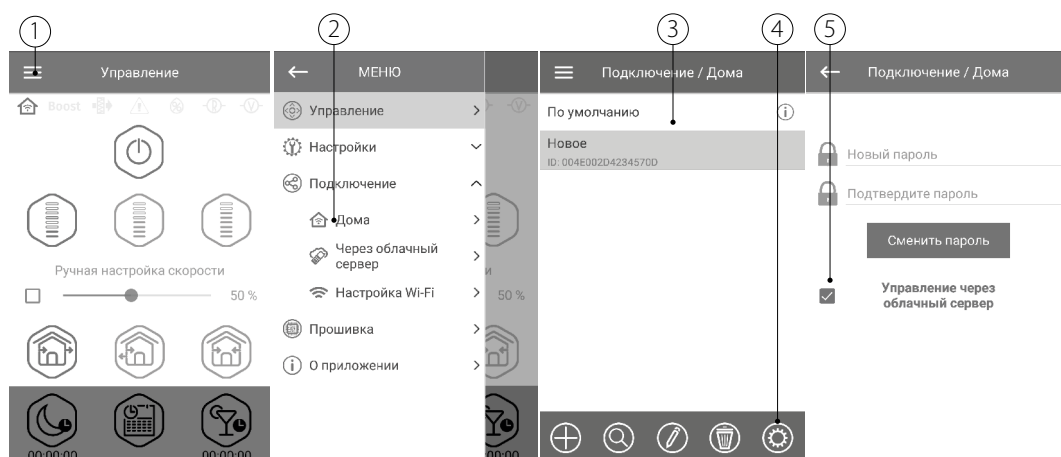 1
2
3
4
5
Управление
Boost
Ручная настройка скорости
50 %
00:00:00
00:00:00
МЕНЮ
Управление
Настройки
Подключение
Дома
Через облачный
сервер
Настройка Wi-Fi
Прошивка
О приложении
и
50 %
00:00
Подключение / Дома
По умолчанию
Новое
ID: 004E002D4234570D
Подключение / Дома
Новый пароль
Подтвердите пароль
Сменить пароль
Управление через
облачный сервер